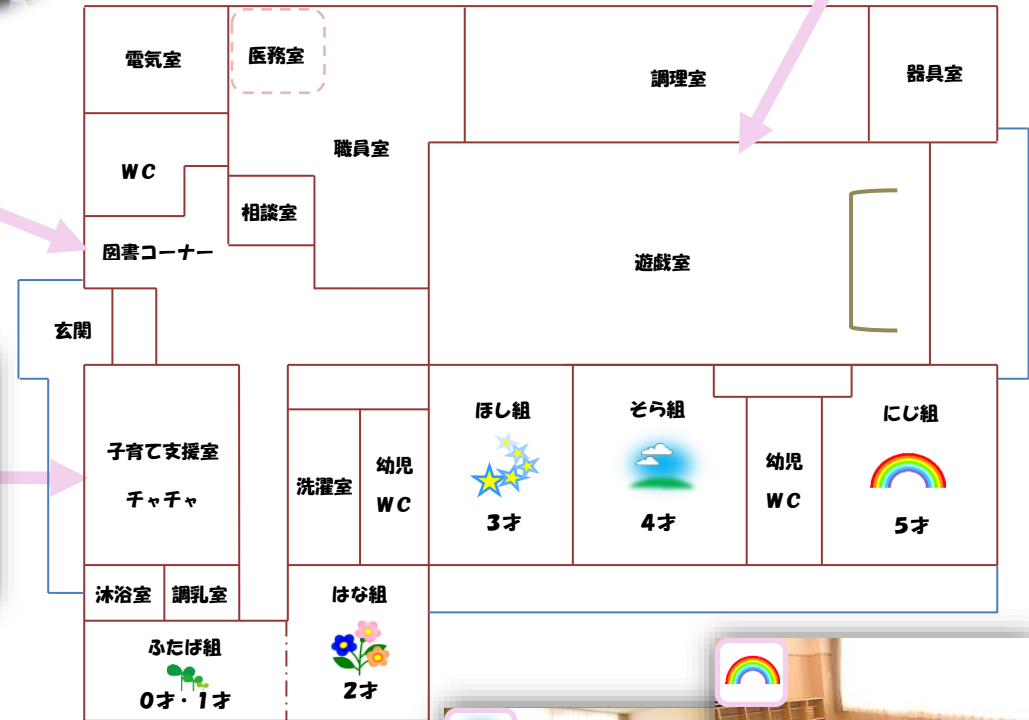 電気室
医務室
調理室
器具室
職員室
WC
相談室
図書コーナー
遊戯室
玄関
子育て支援室
チャチャ
洗濯室
幼児
WC
ほし組
3才
そら組
4才
幼児
WC
にじ組
5才
沐浴室
調乳室
はな組
2才
ふたば組
0才・1才